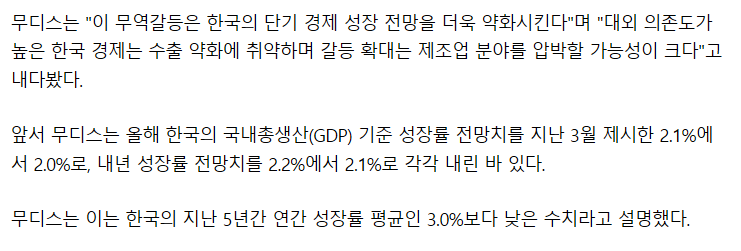 무디스는 "이 무역갈등은 한국의 단기 경제 성장 전망을 더욱 약화시킨다"며 "대외 의존도가
높은 한국 경제는 수출 약화에 취약하며 갈등 확대는 제조업 분야를 압박할 가능성이 크다"고
내다봤다.
앞서 무디스는 올해 한국의 국내총생산(GDP) 기준 성장률 전망치를 지난 3월 제시한 2.1%에
서 2.0%로, 내년 성장률 전망치를 2.2%에서 2.1%로 각각 내린 바 있다.
무디스는 이는 한국의 지난 5년간 연간 성장률 평균인 3.0%보다 낮은 수치라고 설명했다.